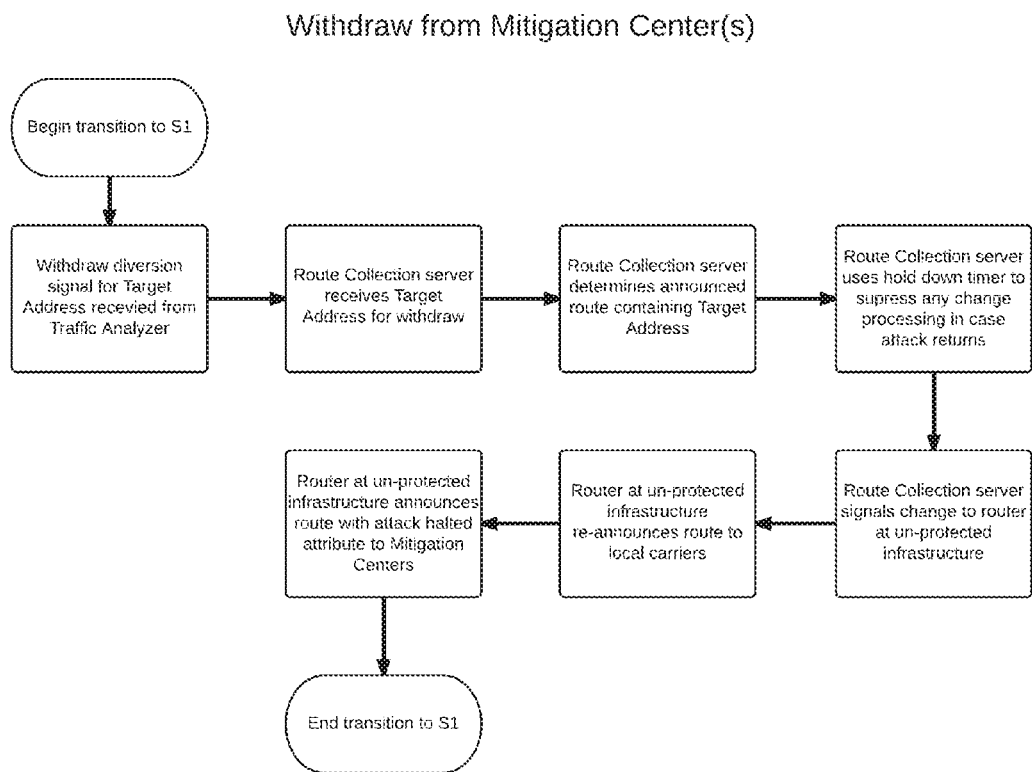 Withdraw from Mitigation Center(s)
Begin transition to S1
Withdraw diversion
signal for Target
Address recevied from
Traffic Analyzer
Route Collection server
receives Target
Address for withdraw
Route Collection server
determines announced
route containing Target
Address
Route Collection server
uses hold down timer to
supress any change
processing in case
attack returns
Route Collection server
signals change to router
at un-protected
infrastructure
Router at un-protected
infrastructure
re-announces route to
local carriers
Router at un-protected
infrastructure announces
route with attack halted
attribute to Mitigation
Centers
End transition to S1